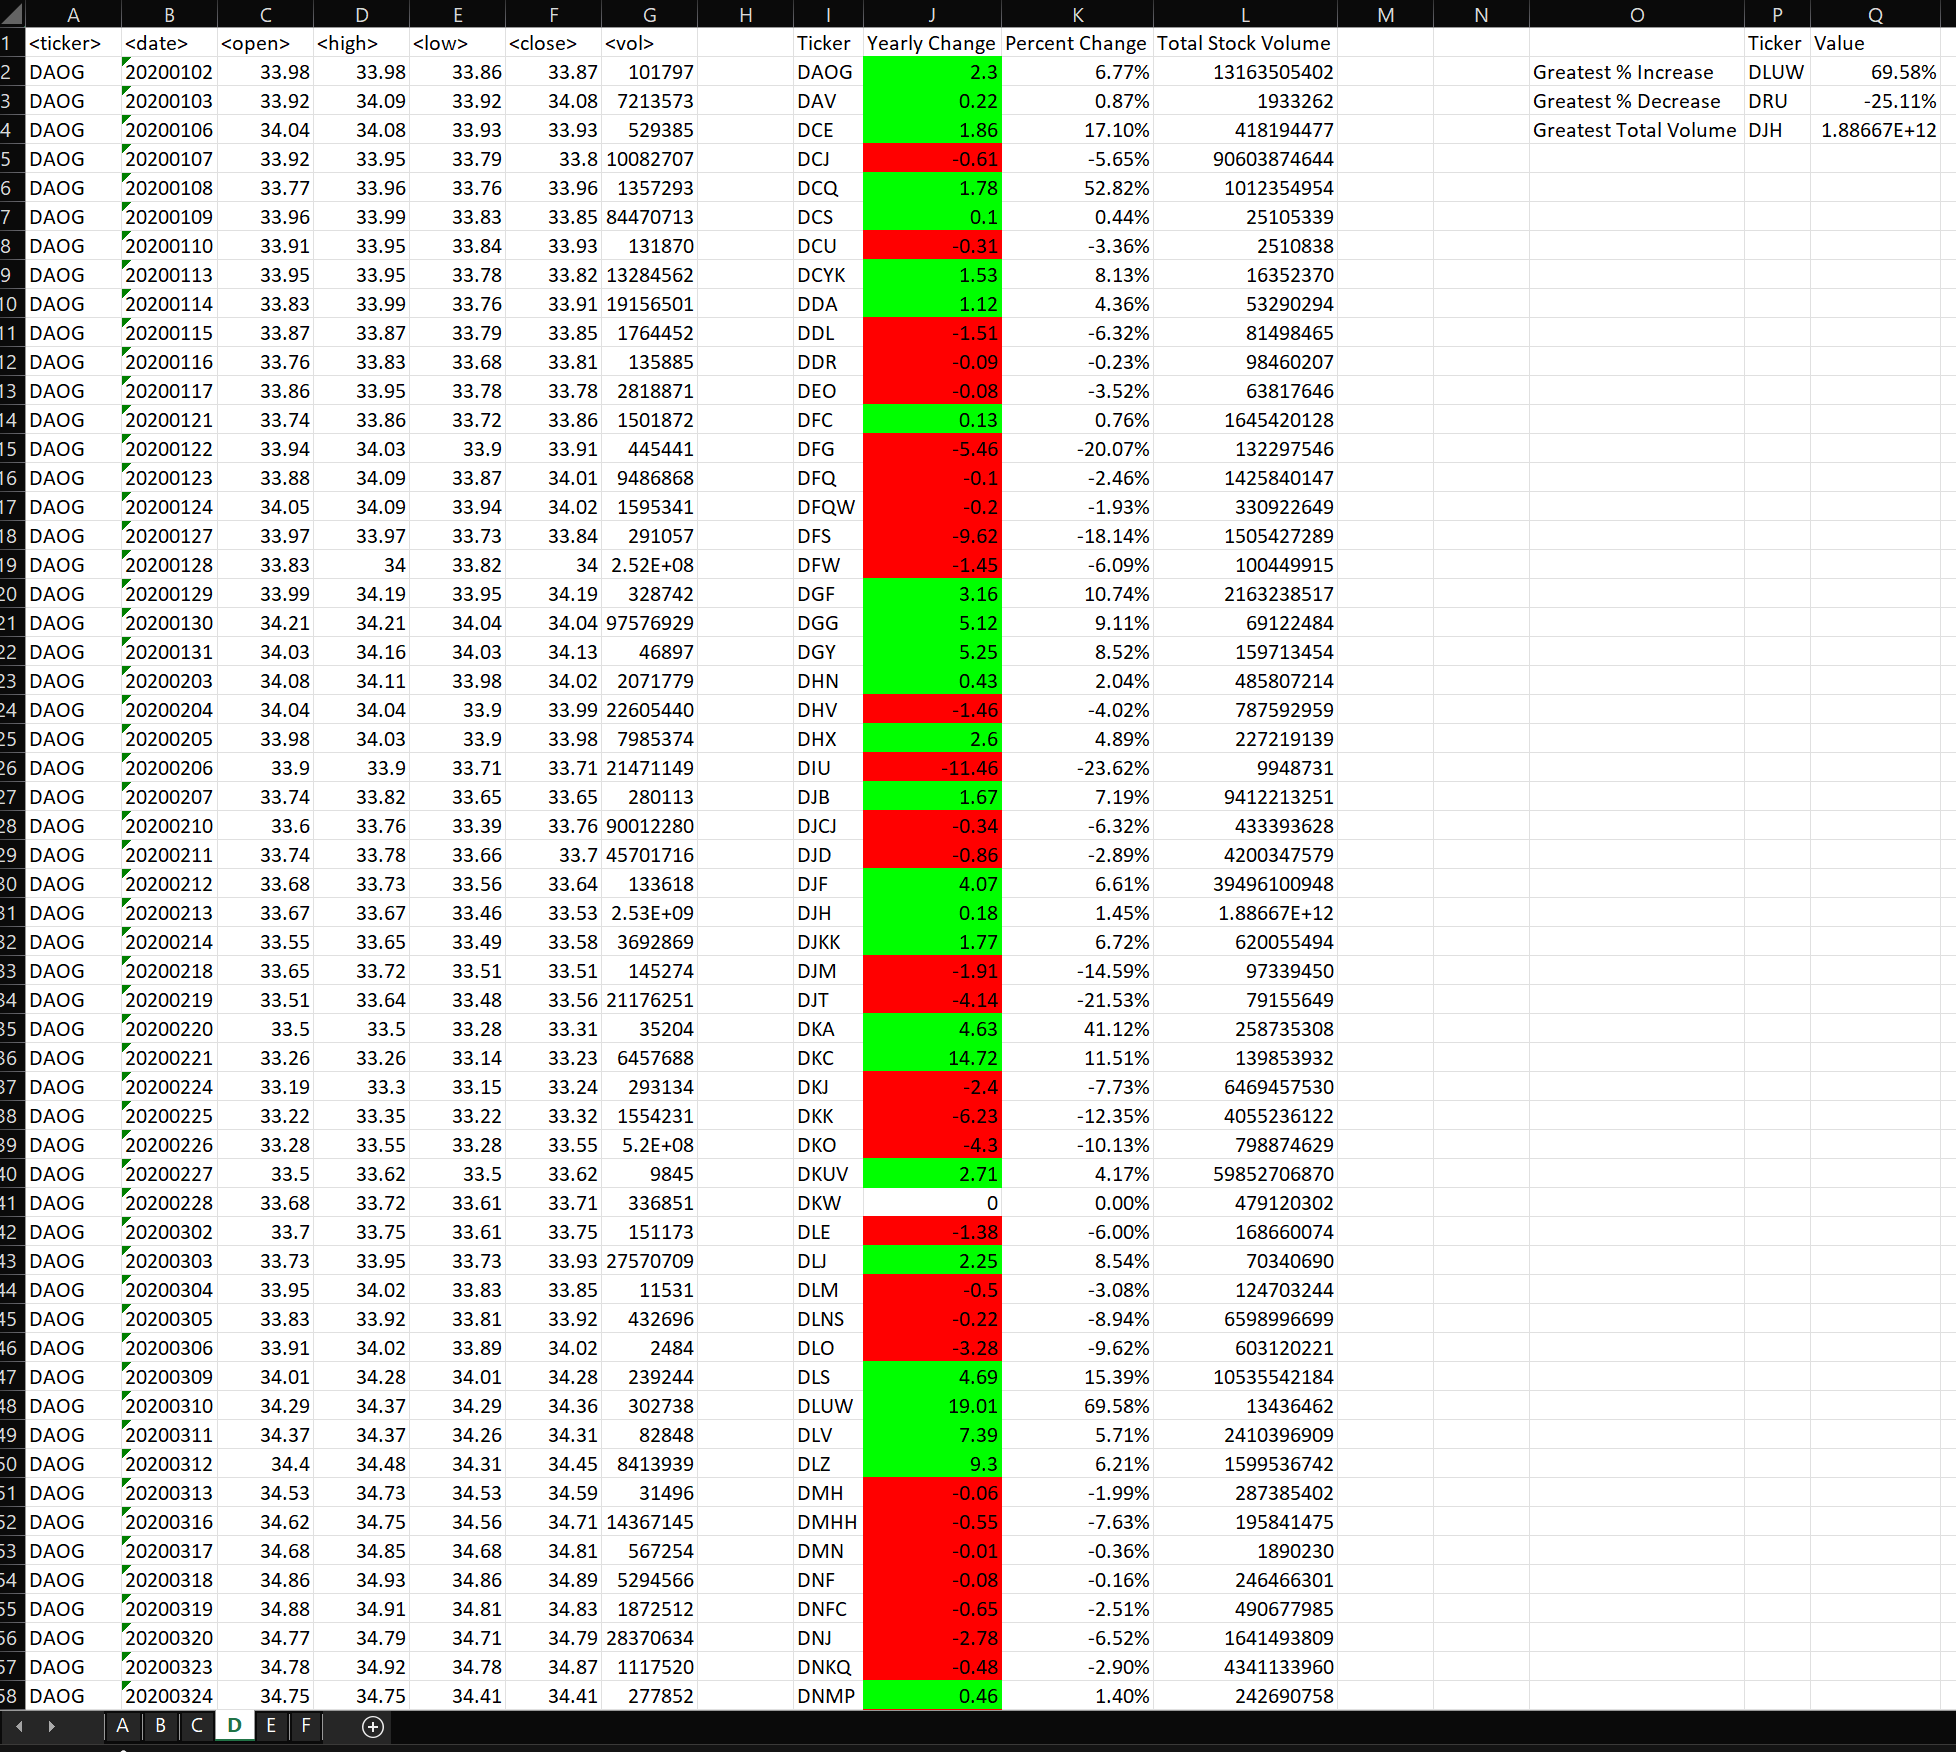 A B C D E F G H I J K L M N O P Q
1 <ticker> <date> <open> <high> <low> <close> <vol> Ticker Yearly Change Percent Change Total Stock Volume Ticker Value
2 DAOG 20200102 33.98 33.98 33.86 33.87 101797 DAOG 2.3 6.77% 13163505402 Greatest % Increase DLUW 69.58%
3 DAOG 20200103 33.92 34.09 33.92 34.08 7213573 DAV 0.22 0.87% 1933262 Greatest % Decrease DRU -25.11%
4 DAOG 20200106 34.04 34.08 33.93 33.93 529385 DCE 1.86 17.10% 418194477 Greatest Total Volume DJH 1.88667E+12
5 DAOG 20200107 33.92 33.95 33.79 33.8 10082707 DCJ -0.61 -5.65% 90603874644
6 DAOG 20200108 33.77 33.96 33.76 33.96 1357293 DCQ 1.78 52.82% 1012354954
7 DAOG 20200109 33.96 33.99 33.83 33.85 84470713 DCS 0.1 0.44% 25105339
8 DAOG 20200110 33.91 33.95 33.84 33.93 131870 DCU -0.31 -3.36% 2510838
9 DAOG 20200113 33.95 33.95 33.78 33.82 13284562 DCYK 1.53 8.13% 16352370
10 DAOG 20200114 33.83 33.99 33.76 33.91 19156501 DDA 1.12 4.36% 53290294
11 DAOG 20200115 33.87 33.87 33.79 33.85 1764452 DDL -1.51 -6.32% 81498465
12 DAOG 20200116 33.76 33.83 33.68 33.81 135885 DDR -0.09 -0.23% 98460207
13 DAOG 20200117 33.86 33.95 33.78 33.78 2818871 DEO -0.08 -3.52% 63817646
14 DAOG 20200121 33.74 33.86 33.72 33.86 1501872 DFC 0.13 0.76% 1645420128
15 DAOG 20200122 33.94 34.03 33.9 33.91 445441 DFG -5.46 -20.07% 132297546
16 DAOG 20200123 33.88 34.09 33.87 34.01 9486868 DFQ -0.1 -2.46% 1425840147
17 DAOG 20200124 34.05 34.09 33.94 34.02 1595341 DFQW -0.2 -1.93% 330922649
18 DAOG 20200127 33.97 33.97 33.73 33.84 291057 DFS -9.62 -18.14% 1505427289
19 DAOG 20200128 33.83 34 33.82 34 2.52E+08 DFW -1.45 -6.09% 100449915
20 DAOG 20200129 33.99 34.19 33.95 34.19 328742 DGF 3.16 10.74% 2163238517
21 DAOG 20200130 34.21 34.21 34.04 34.04 97576929 DGG 5.12 9.11% 69122484
22 DAOG 20200131 34.03 34.16 34.03 34.13 46897 DGY 5.25 8.52% 159713454
23 DAOG 20200203 34.08 34.11 33.98 34.02 2071779 DHN 0.43 2.04% 485807214
24 DAOG 20200204 34.04 34.04 33.9 33.99 22605440 DHV -1.46 -4.02% 787592959
25 DAOG 20200205 33.98 34.03 33.9 33.98 7985374 DHX 2.6 4.89% 227219139
26 DAOG 20200206 33.9 33.9 33.71 33.71 21471149 DIU -11.46 -23.62% 9948731
27 DAOG 20200207 33.74 33.82 33.65 33.65 280113 DJB 1.67 7.19% 9412213251
28 DAOG 20200210 33.6 33.76 33.39 33.76 90012280 DJCJ -0.34 -6.32% 433393628
29 DAOG 20200211 33.74 33.78 33.66 33.7 45701716 DJD -0.86 -2.89% 4200347579
30 DAOG 20200212 33.68 33.73 33.56 33.64 133618 DJF 4.07 6.61% 39496100948
31 DAOG 20200213 33.67 33.67 33.46 33.53 2.53E+09 DJH 0.18 1.45% 1.88667E+12
32 DAOG 20200214 33.55 33.65 33.49 33.58 3692869 DJKK 1.77 6.72% 620055494
33 DAOG 20200218 33.65 33.72 33.51 33.51 145274 DJM -1.91 -14.59% 97339450
34 DAOG 20200219 33.51 33.64 33.48 33.56 21176251 DJT -4.14 -21.53% 79155649
35 DAOG 20200220 33.5 33.5 33.28 33.31 35204 DKA 4.63 41.12% 258735308
36 DAOG 20200221 33.26 33.26 33.14 33.23 6457688 DKC 14.72 11.51% 139853932
37 DAOG 20200224 33.19 33.3 33.15 33.24 293134 DKJ -2.4 -7.73% 6469457530
38 DAOG 20200225 33.22 33.35 33.22 33.32 1554231 DKK -6.23 -12.35% 4055236122
39 DAOG 20200226 33.28 33.55 33.28 33.55 5.2E+08 DKO -4.3 -10.13% 798874629
40 DAOG 20200227 33.5 33.62 33.5 33.62 9845 DKUV 2.71 4.17% 59852706870
41 DAOG 20200228 33.68 33.72 33.61 33.71 336851 DKW 0 0.00% 479120302
42 DAOG 20200302 33.7 33.75 33.61 33.75 151173 DLE -1.38 -6.00% 168660074
43 DAOG 20200303 33.73 33.95 33.73 33.93 27570709 DLJ 2.25 8.54% 70340690
44 DAOG 20200304 33.95 34.02 33.83 33.85 11531 DLM -0.5 -3.08% 124703244
45 DAOG 20200305 33.83 33.92 33.81 33.92 432696 DLNS -0.22 -8.94% 6598996699
46 DAOG 20200306 33.91 34.02 33.89 34.02 2484 DLO -3.28 -9.62% 603120221
47 DAOG 20200309 34.01 34.28 34.01 34.28 239244 DLS 4.69 15.39% 10535542184
48 DAOG 20200310 34.29 34.37 34.29 34.36 302738 DLUW 19.01 69.58% 13436462
49 DAOG 20200311 34.37 34.37 34.26 34.31 82848 DLV 7.39 5.71% 2410396909
50 DAOG 20200312 34.4 34.48 34.31 34.45 8413939 DLZ 9.3 6.21% 1599536742
51 DAOG 20200313 34.53 34.73 34.53 34.59 31496 DMH -0.06 -1.99% 287385402
52 DAOG 20200316 34.62 34.75 34.56 34.71 14367145 DMHH -0.55 -7.63% 195841475
53 DAOG 20200317 34.68 34.85 34.68 34.81 567254 DMN -0.01 -0.36% 1890230
54 DAOG 20200318 34.86 34.93 34.86 34.89 5294566 DNF -0.08 -0.16% 246466301
55 DAOG 20200319 34.88 34.91 34.81 34.83 1872512 DNFC -0.65 -2.51% 490677985
56 DAOG 20200320 34.77 34.79 34.71 34.79 28370634 DNJ -2.78 -6.52% 1641493809
57 DAOG 20200323 34.78 34.92 34.78 34.87 1117520 DNKQ -0.48 -2.90% 4341133960
58 DAOG 20200324 34.75 34.75 34.41 34.41 277852 DNMP 0.46 1.40% 242690758
A B C D E F